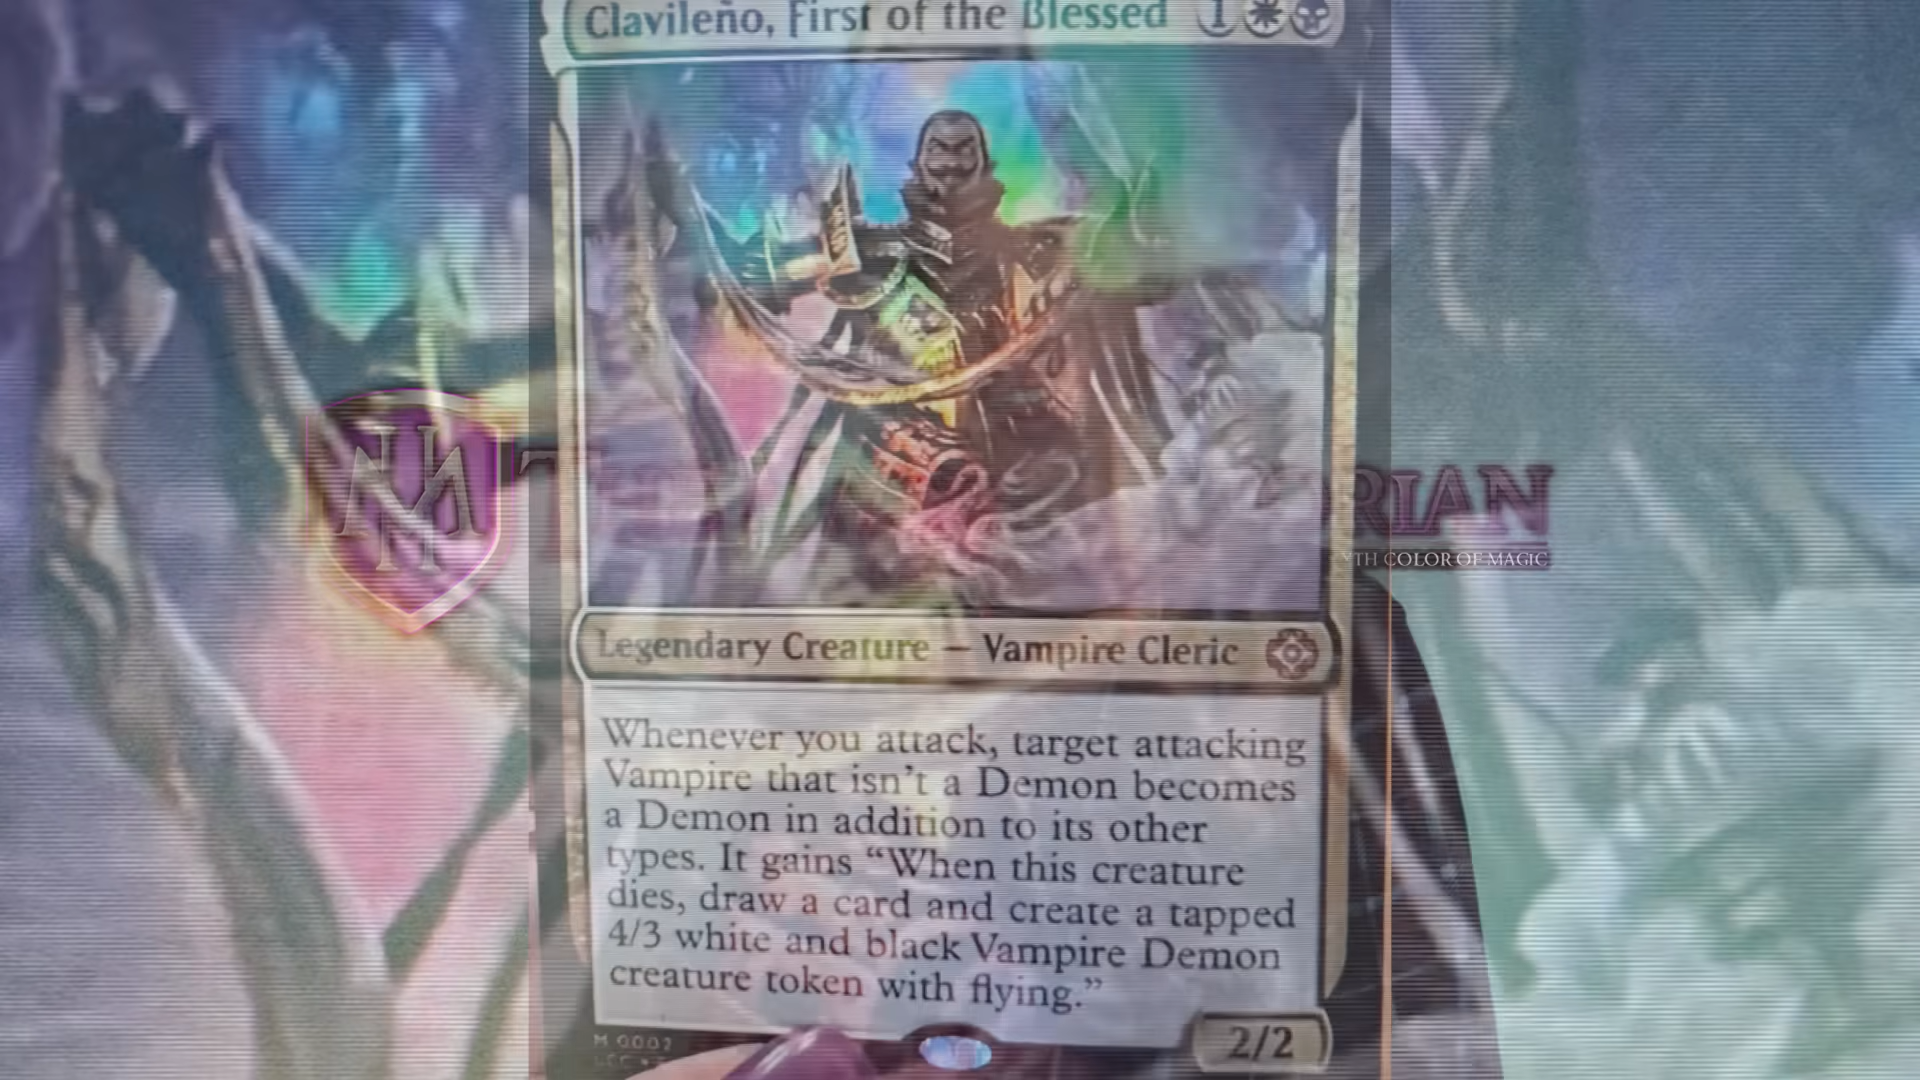 Clavileño, First of the Blessed 1
Legendary Creature — Vampire Cleric
RIAN
TH COLOR OF MAGIC
Whenever you attack, target attacking
Vampire that isn't a Demon becomes
a Demon in addition to its other
types. It gains “When this creature
dies, draw a card and create a tapped
4/3 white and black Vampire Demon
creature token with flying.”
M 0002
2/2